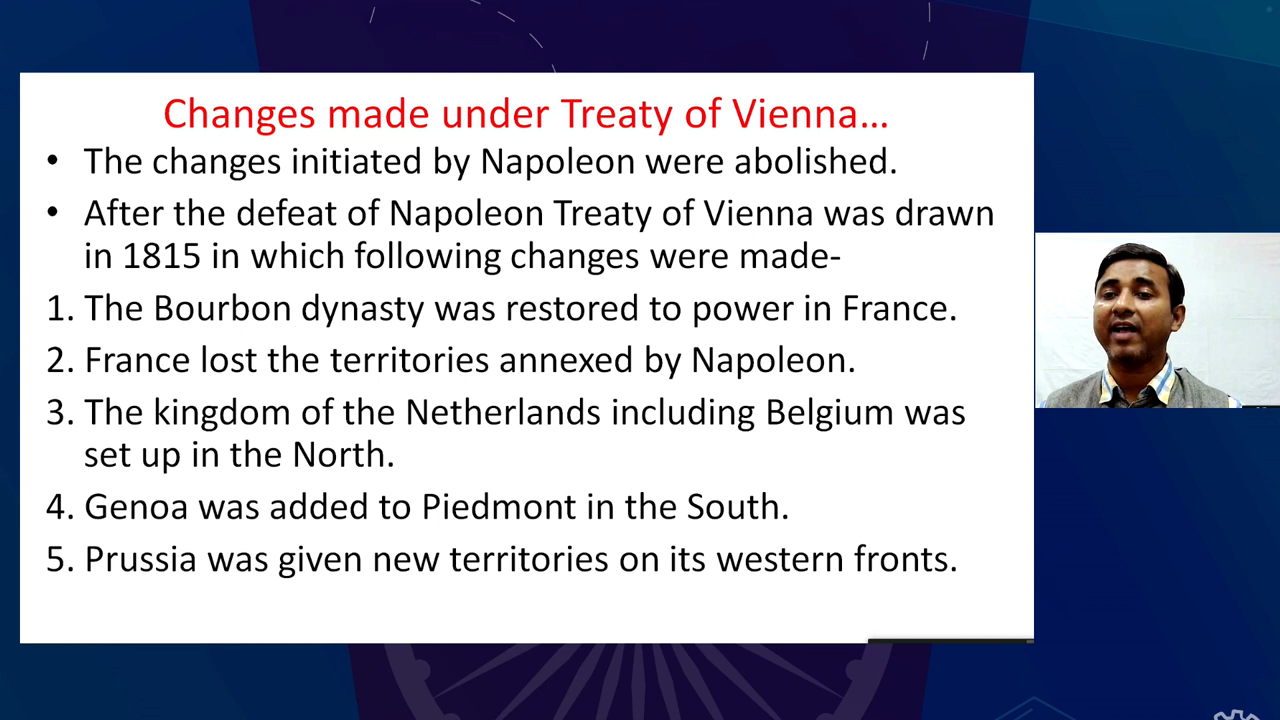 Changes made under Treaty of Vienna...
• The changes initiated by Napoleon were abolished.
• After the defeat of Napoleon Treaty of Vienna was drawn
in 1815 in which following changes were made-
1. The Bourbon dynasty was restored to power in France.
2. France lost the territories annexed by Napoleon.
3. The kingdom of the Netherlands including Belgium was
set up in the North.
4. Genoa was added to Piedmont in the South.
5. Prussia was given new territories on its western fronts.